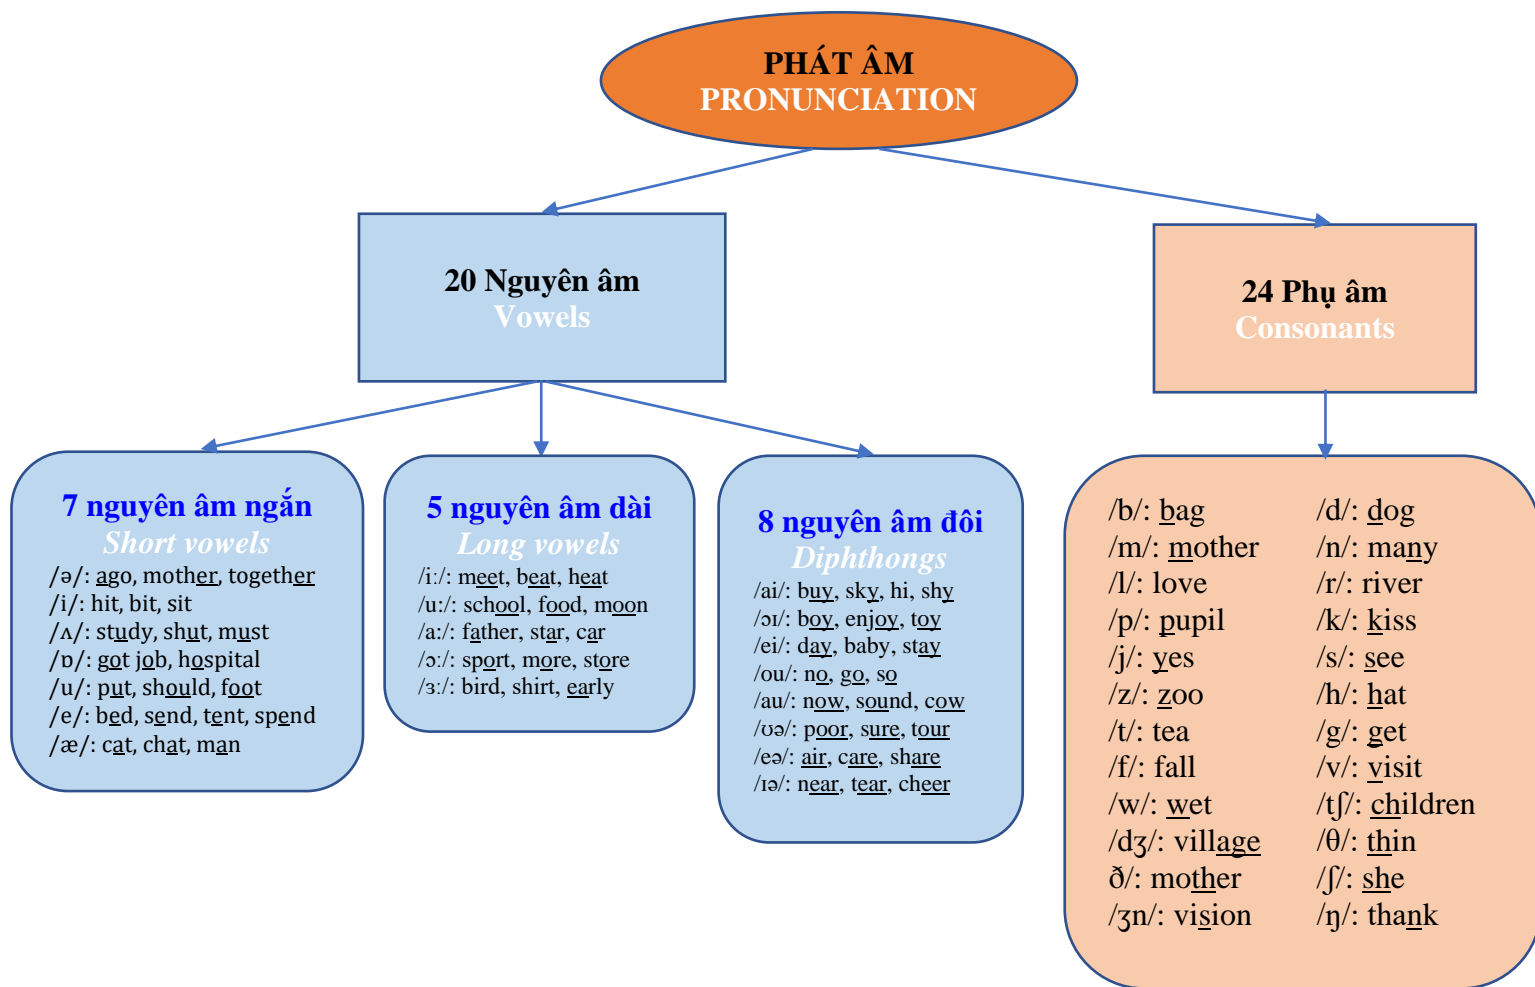 PHÁT ÂM
PRONUNCIATION
20 Nguyên âm
Vowels
24 Phụ âm
Consonants
7 nguyên âm ngắn
Short vowels
/ə/: ago, mother, together
/i/: hit, bit, sit
/ʌ/: study, shut, must
/ɒ/: got job, hospital
/u/: put, should, foot
/e/: bed, send, tent, spend
/æ/: cat, chat, man
5 nguyên âm dài
Long vowels
/i:/: meet, beat, heat
/u:/: school, food, moon
/a:/: father, star, car
/ɔ:/: sport, more, store
/ɜ:/: bird, shirt, early
8 nguyên âm đôi
Diphthongs
/ai/: buy, sky, hi, shy
/ɔɪ/: boy, enjoy, toy
/ei/: day, baby, stay
/ou/: no, go, so
/au/: now, sound, cow
/ʊə/: poor, sure, tour
/eə/: air, care, share
/ɪə/: near, tear, cheer
/b/: bag /d/: dog
/m/: mother /n/: many
/l/: love /r/: river
/p/: pupil /k/: kiss
/j/: yes /s/: see
/z/: zoo /h/: hat
/t/: tea /g/: get
/f/: fall /v/: visit
/w/: wet /tʃ/: children
/dʒ/: village /θ/: thin
ð/: mother /ʃ/: she
/ʒn/: vision /ŋ/: thank